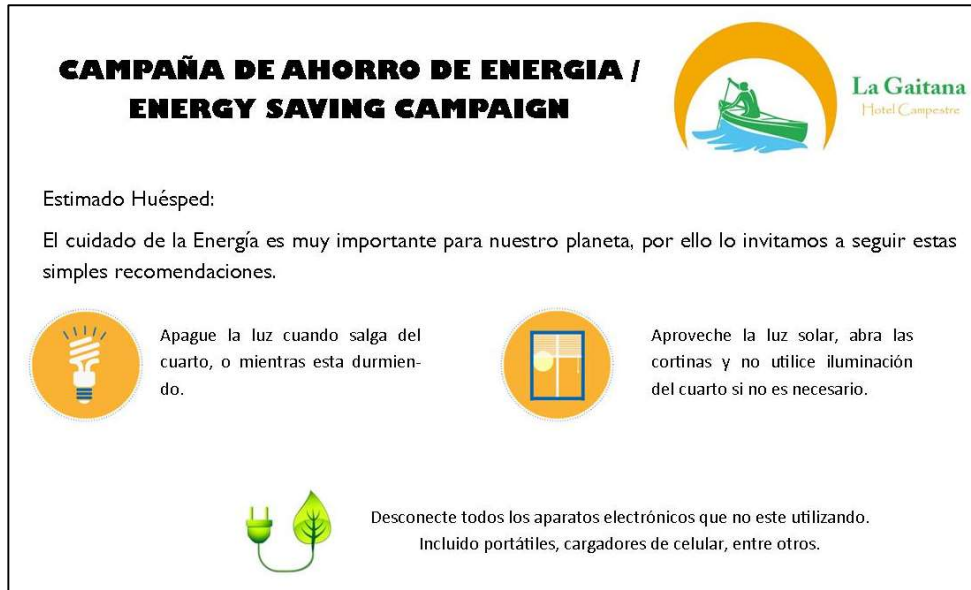 CAMPAÑA DE AHORRO DE ENERGIA /
ENERGY SAVING CAMPAIGN
La Gaitana
Hotel Campestre
Estimado Huésped:
El cuidado de la Energía es muy importante para nuestro planeta, por ello lo invitamos a seguir estas
simples recomendaciones.
Apague la luz cuando salga del
cuarto, o mientras esta durmien-
do.
Aproveche la luz solar, abra las
cortinas y no utilice iluminación
del cuarto si no es necesario.
Desconecte todos los aparatos electrónicos que no este utilizando.
Incluido portátiles, cargadores de celular, entre otros.